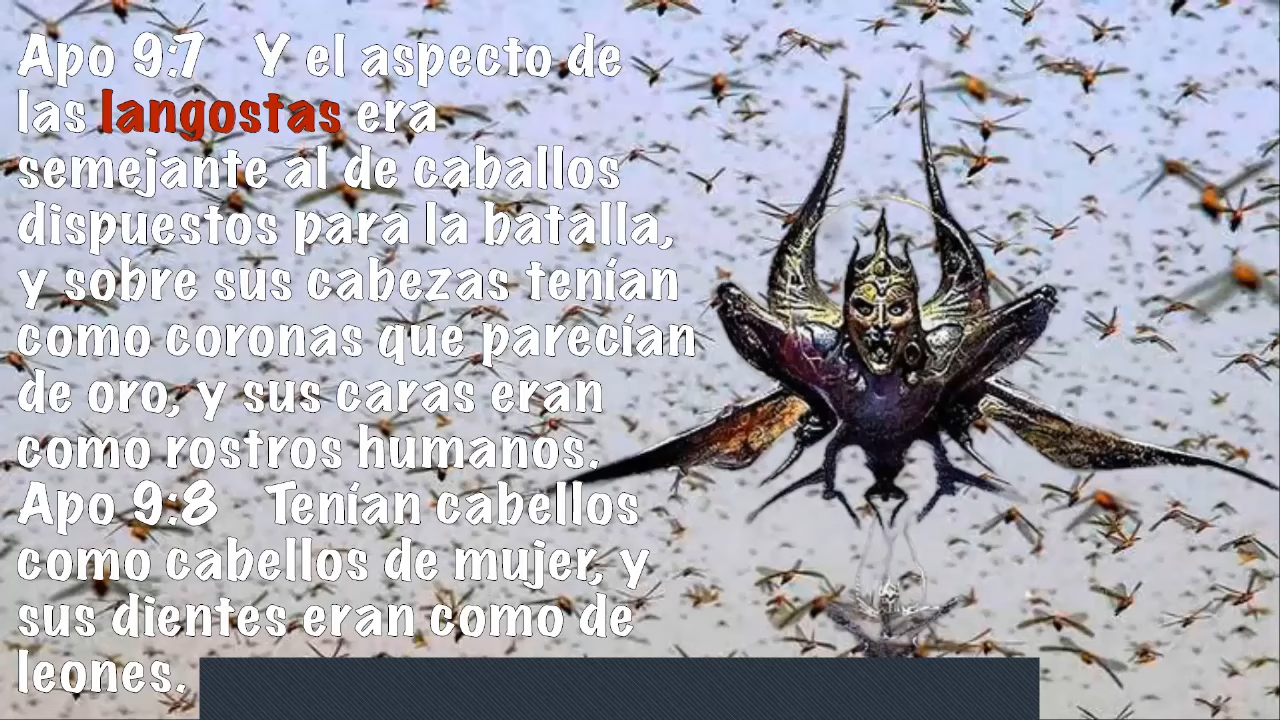 Apo 9:7 Y el aspecto de
las langostas era
semejante al de caballos
dispuestos para la batalla,
y sobre sus cabezas tenían
como coronas que parecían
de oro, y sus caras eran
como rostros humanos.
Apo 9:8 Tenían cabellos
como cabellos de mujer, y
sus dientes eran como de
leones.